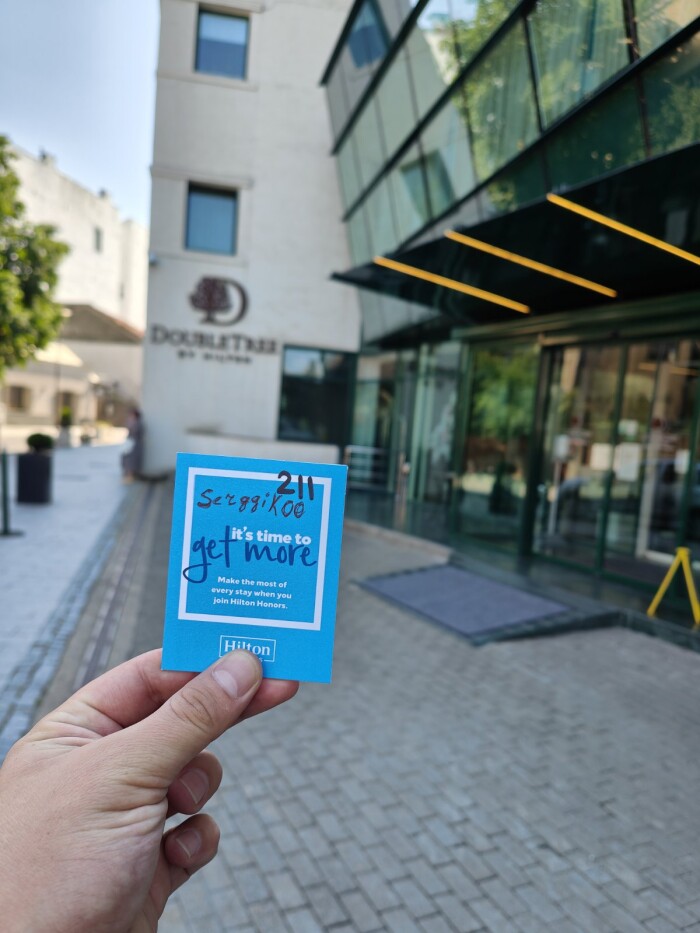 DOUBLETREE
BY HILTON
211
Serggikoo
it's time to
get more
Make the most of
every stay when you
join Hilton Honors.
Hilton